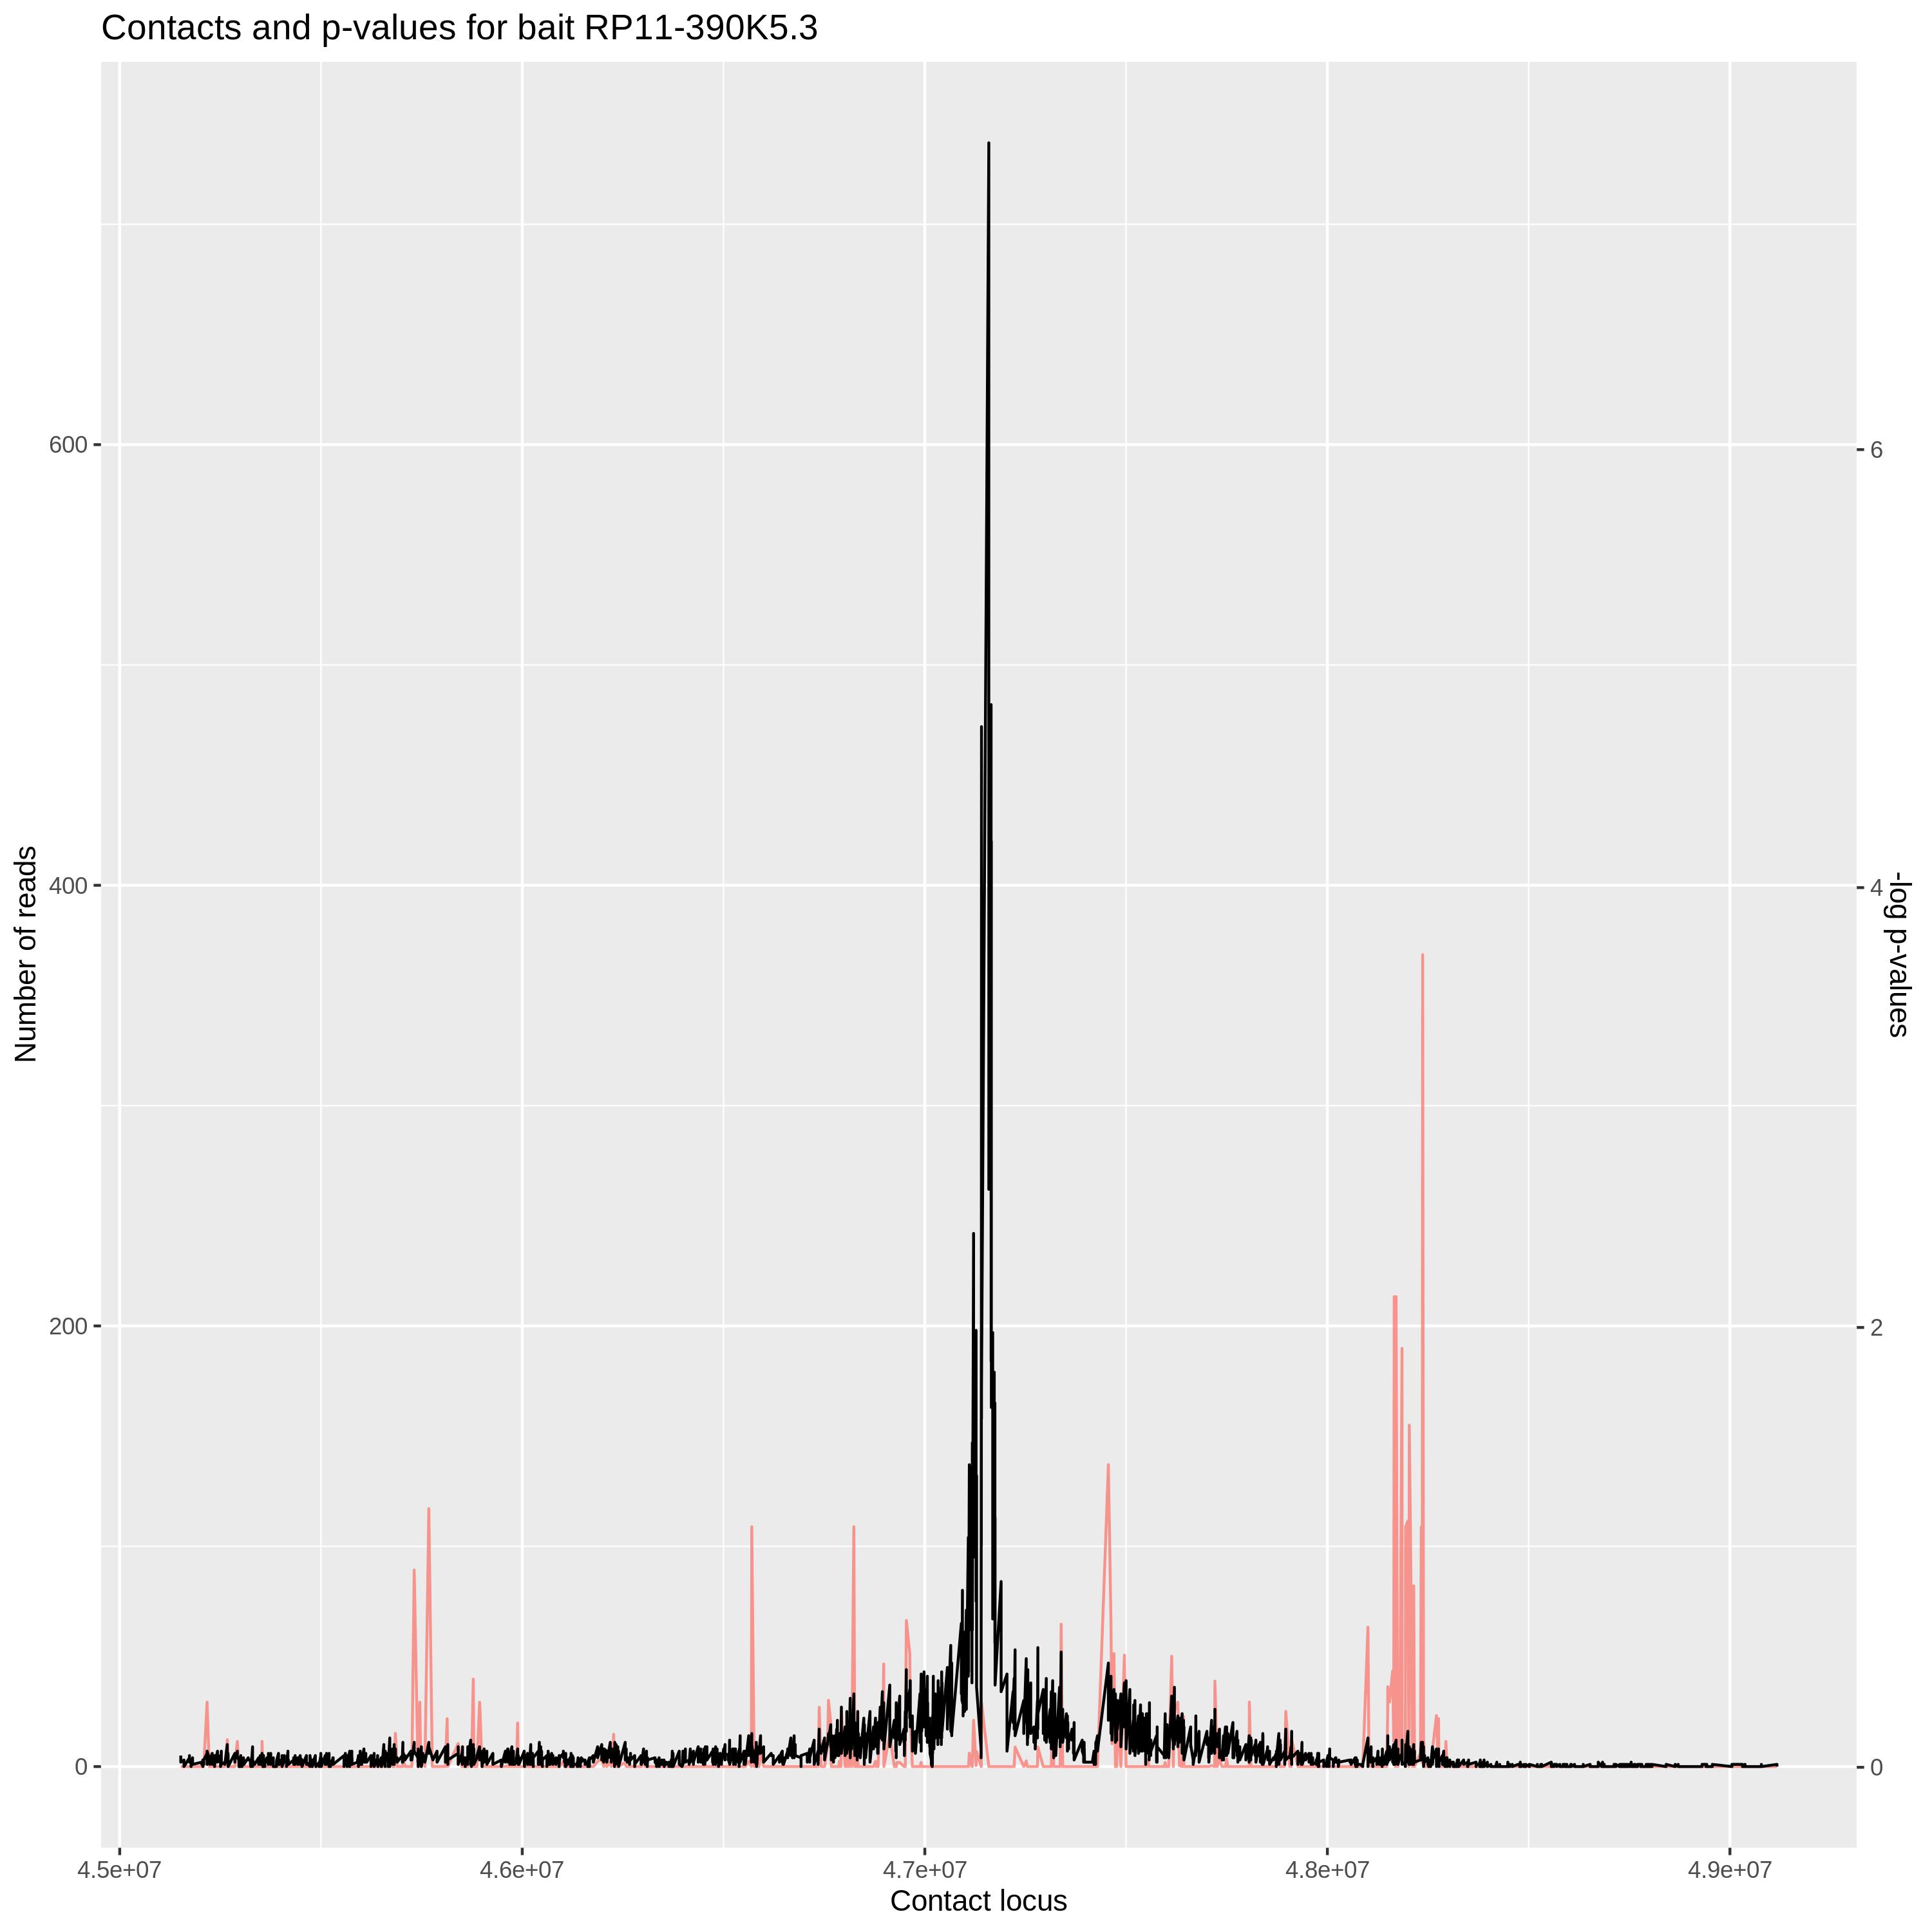 Contacts and p-values for bait RP11-390K5.3
Number of reads
600
400
200
0
6
4
2
0
-log p-values
4.5e+07
4.6e+07
4.7e+07
4.8e+07
4.9e+07
Contact locus